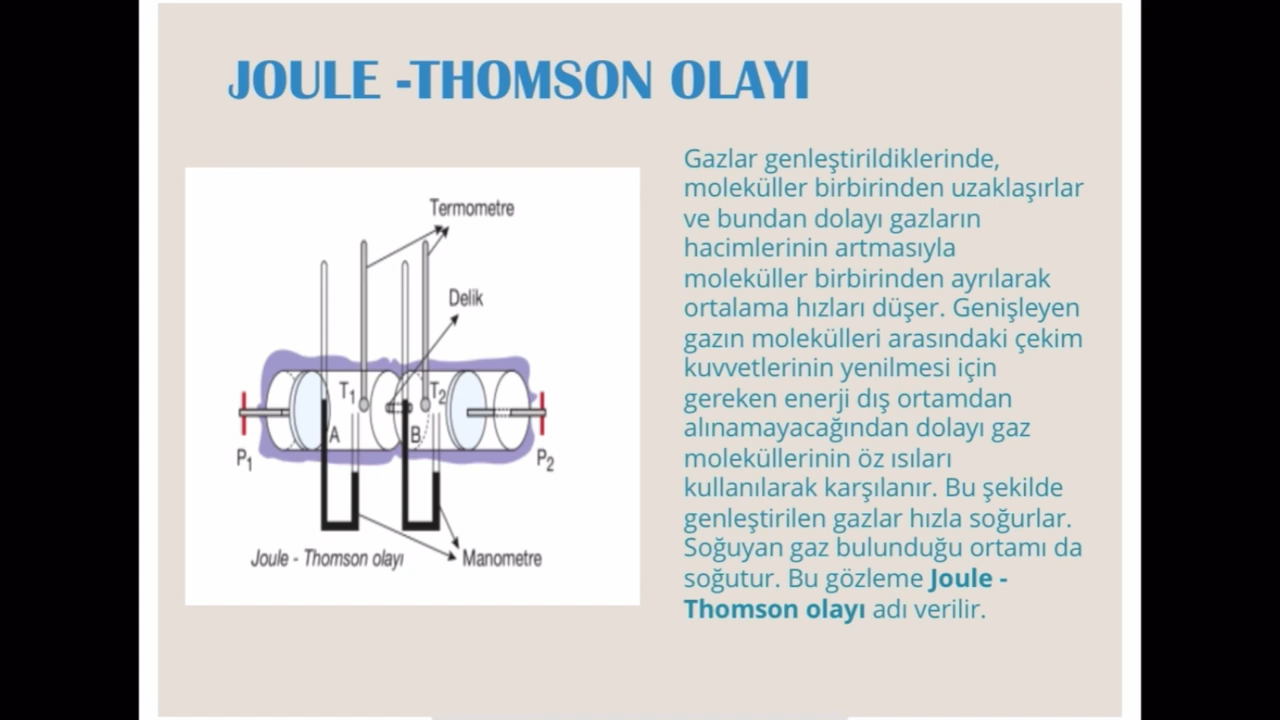 JOULE -THOMSON OLAYI
Termometre
Delik
T1
T2
A
B
P1
P2
Joule - Thomson olayı
Manometre
Gazlar genleştirildiklerinde,
moleküller birbirinden uzaklaşırlar
ve bundan dolayı gazların
hacimlerinin artmasıyla
moleküller birbirinden ayrılarak
ortalama hızları düşer. Genişleyen
gazın molekülleri arasındaki çekim
kuvvetlerinin yenilmesi için
gereken enerji dış ortamdan
alınamayacağından dolayı gaz
moleküllerinin öz ısıları
kullanılarak karşılanır. Bu şekilde
genleştirilen gazlar hızla soğurlar.
Soğuyan gaz bulunduğu ortamı da
soğutur. Bu gözleme Joule -
Thomson olayı adı verilir.